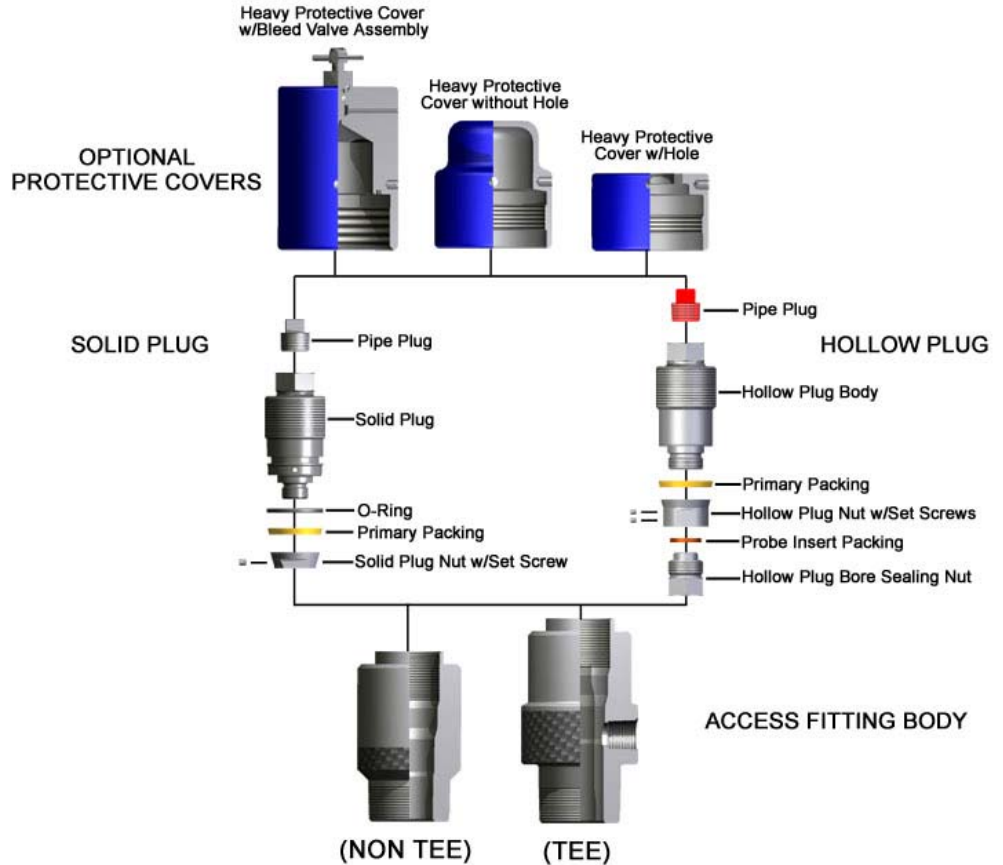 Heavy Protective Cover
w/Bleed Valve Assembly
Heavy Protective
Cover without Hole
Heavy Protective
Cover w/Hole
OPTIONAL
PROTECTIVE COVERS
SOLID PLUG
Pipe Plug
Solid Plug
O-Ring
Primary Packing
Solid Plug Nut w/Set Screw
Pipe Plug
HOLLOW PLUG
Hollow Plug Body
Primary Packing
Hollow Plug Nut w/Set Screws
Probe Insert Packing
Hollow Plug Bore Sealing Nut
ACCESS FITTING BODY
(NON TEE)
(TEE)